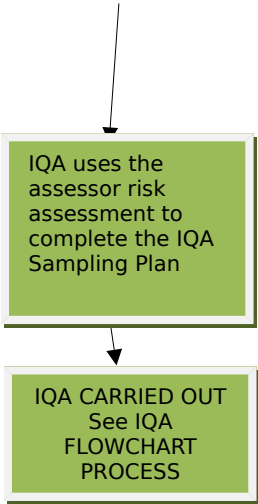 IQA uses the
assessor risk
assessment to
complete the IQA
Sampling Plan
IQA CARRIED OUT
See IQA
FLOWCHART
PROCESS